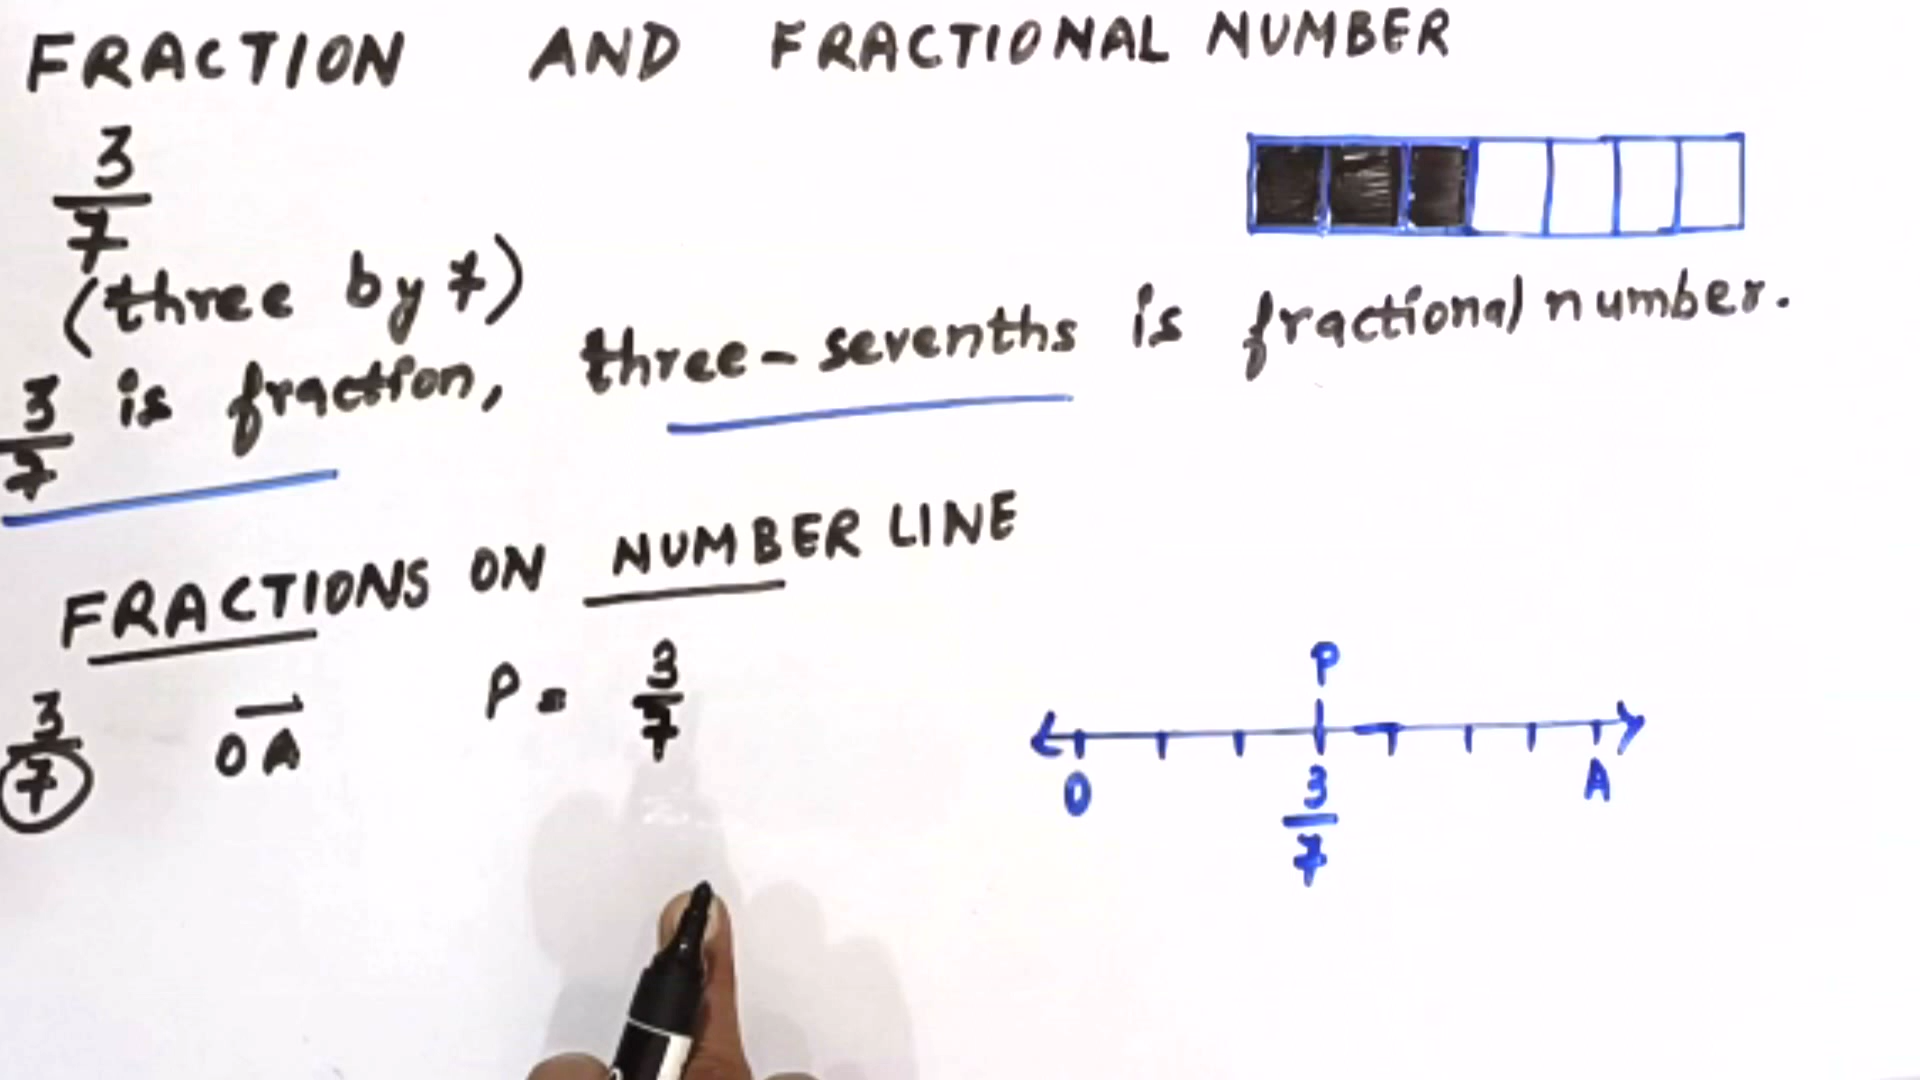 FRACTION AND FRACTIONAL NUMBER
3
7
(three by 7)
3/7 is fraction, three-sevenths is fractional number.
FRACTIONS ON NUMBER LINE
3/7 OA P = 3/7
P
O A
3
7